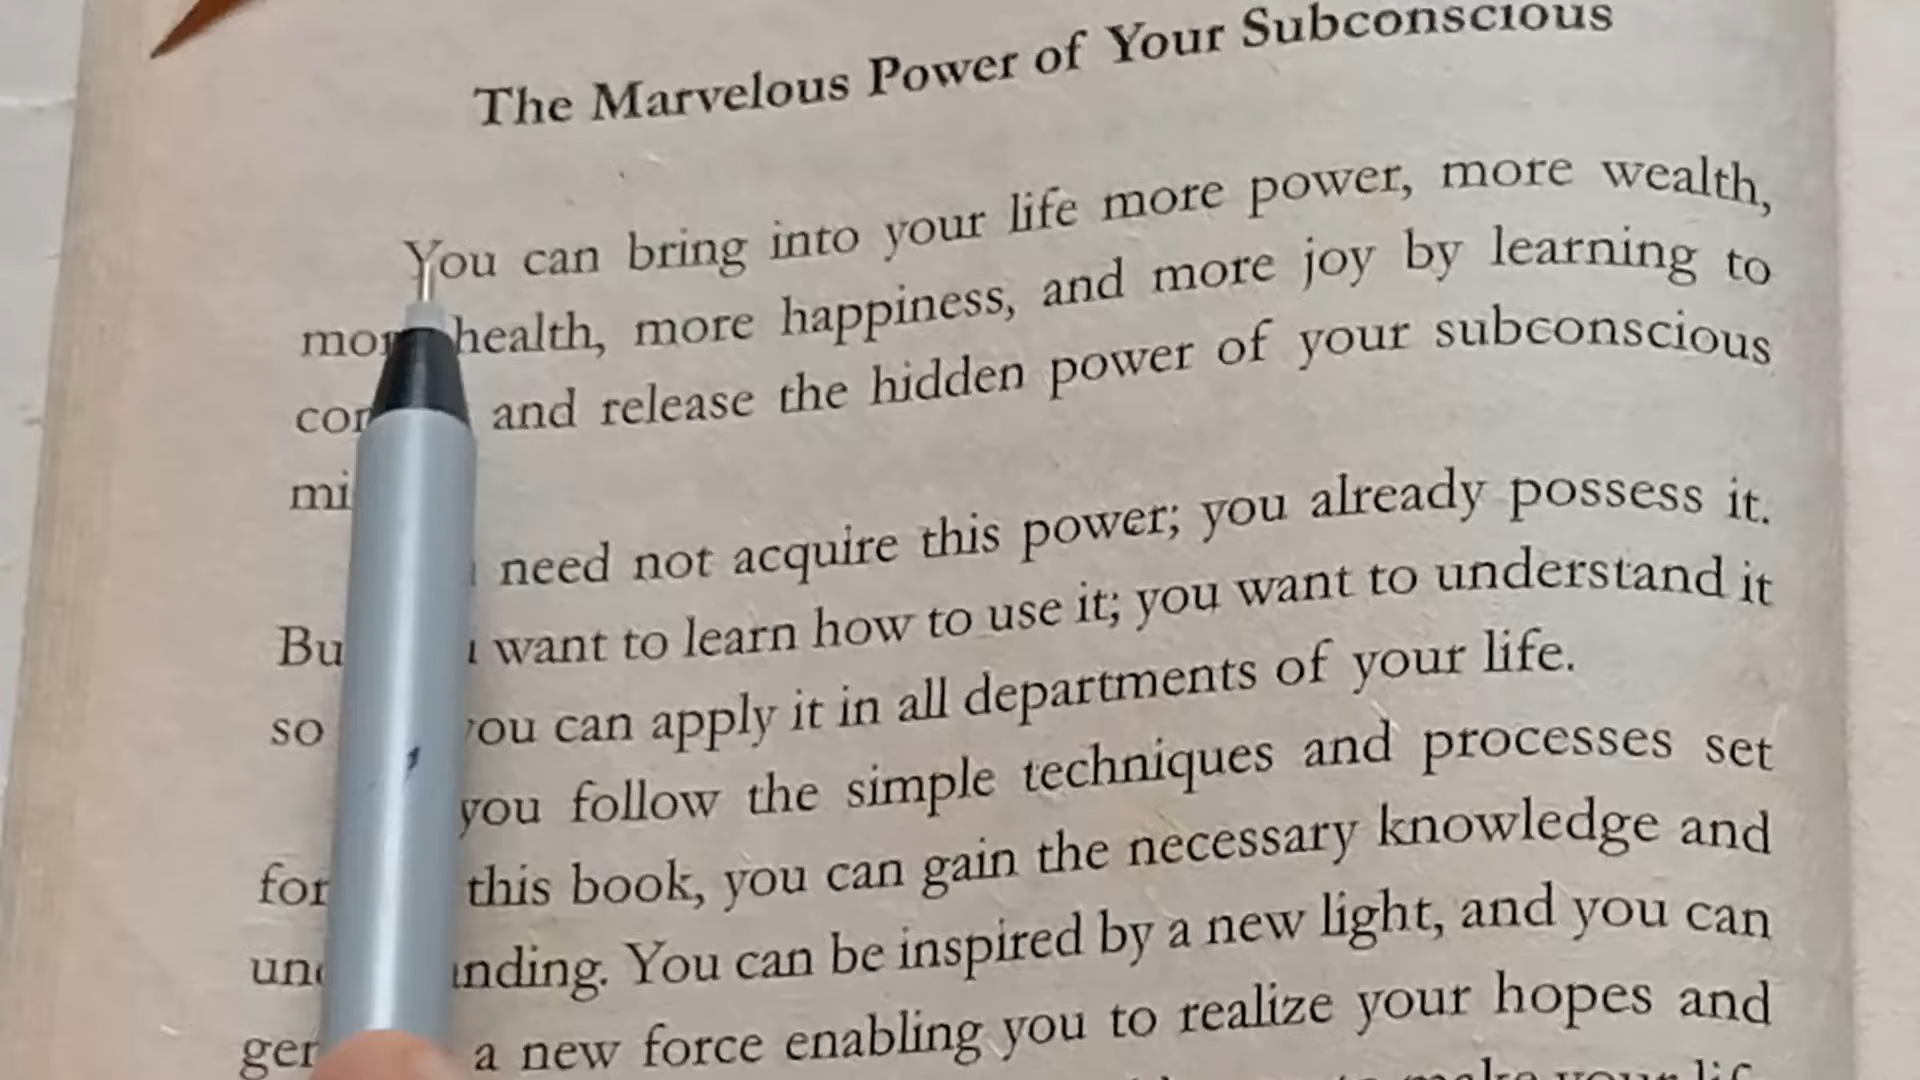 The Marvelous Power of Your Subconscious
You can bring into your life more power, more wealth,
health, more happiness, and more joy by learning to
and release the hidden power of your subconscious
need not acquire this power; you already possess it.
want to learn how to use it; you want to understand it
so you can apply it in all departments of your life.
you follow the simple techniques and processes set
this book, you can gain the necessary knowledge and
You can be inspired by a new light, and you can
a new force enabling you to realize your hopes and